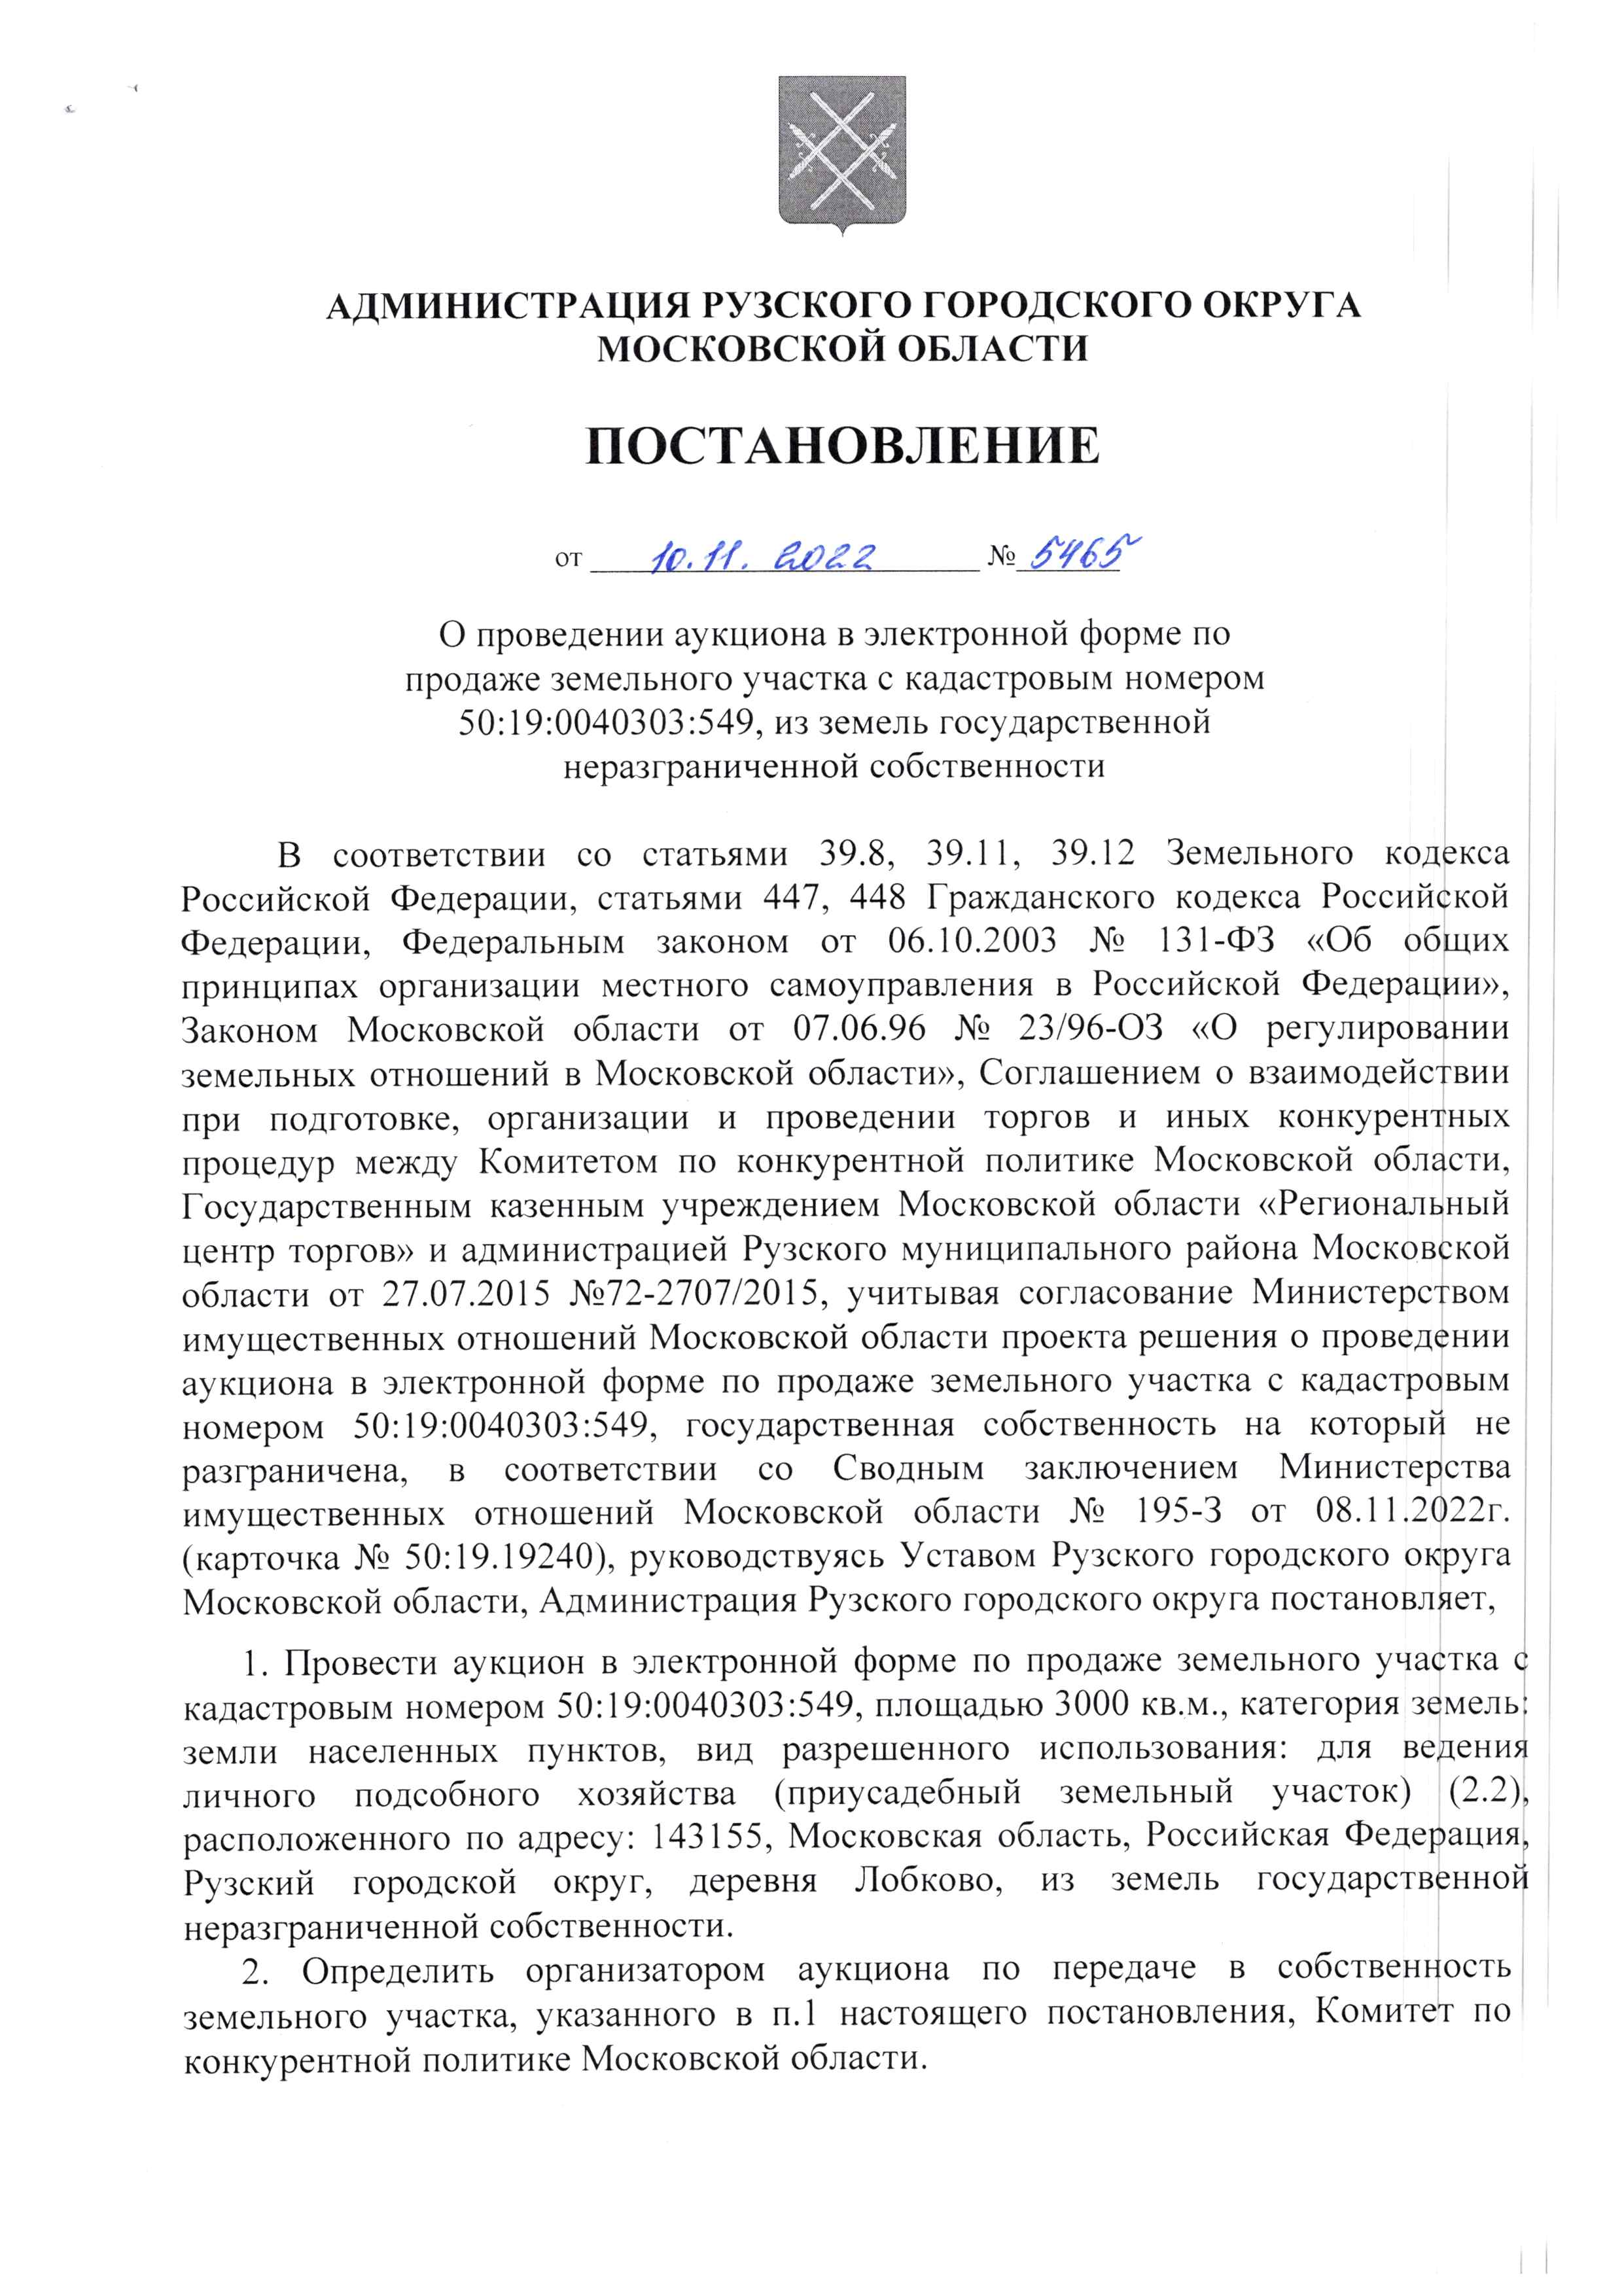 АДМИНИСТРАЦИЯ РУЗСКОГО ГОРОДСКОГО ОКРУГА
МОСКОВСКОЙ ОБЛАСТИ
ПОСТАНОВЛЕНИЕ
от 10.11.2022 № 5465
О проведении аукциона в электронной форме по
продаже земельного участка с кадастровым номером
50:19:0040303:549, из земель государственной
неразграниченной собственности
В соответствии со статьями 39.8, 39.11, 39.12 Земельного кодекса
Российской Федерации, статьями 447, 448 Гражданского кодекса Российской
Федерации, Федеральным законом от 06.10.2003 № 131-ФЗ «Об общих
принципах организации местного самоуправления в Российской Федерации»,
Законом Московской области от 07.06.96 № 23/96-ОЗ «О регулировании
земельных отношений в Московской области», Соглашением о взаимодействии
при подготовке, организации и проведении торгов и иных конкурентных
процедур между Комитетом по конкурентной политике Московской области,
Государственным казенным учреждением Московской области «Региональный
центр торгов» и администрацией Рузского муниципального района Московской
области от 27.07.2015 №72-2707/2015, учитывая согласование Министерством
имущественных отношений Московской области проекта решения о проведении
аукциона в электронной форме по продаже земельного участка с кадастровым
номером 50:19:0040303:549, государственная собственность на который не
разграничена, в соответствии со Сводным заключением Министерства
имущественных отношений Московской области № 195-З от 08.11.2022г.
(карточка № 50:19.19240), руководствуясь Уставом Рузского городского округа
Московской области, Администрация Рузского городского округа постановляет,
1. Провести аукцион в электронной форме по продаже земельного участка с
кадастровым номером 50:19:0040303:549, площадью 3000 кв.м., категория земель:
земли населенных пунктов, вид разрешенного использования: для ведения
личного подсобного хозяйства (приусадебный земельный участок) (2.2),
расположенного по адресу: 143155, Московская область, Российская Федерация,
Рузский городской округ, деревня Лобково, из земель государственной
неразграниченной собственности.
2. Определить организатором аукциона по передаче в собственность
земельного участка, указанного в п.1 настоящего постановления, Комитет по
конкурентной политике Московской области.